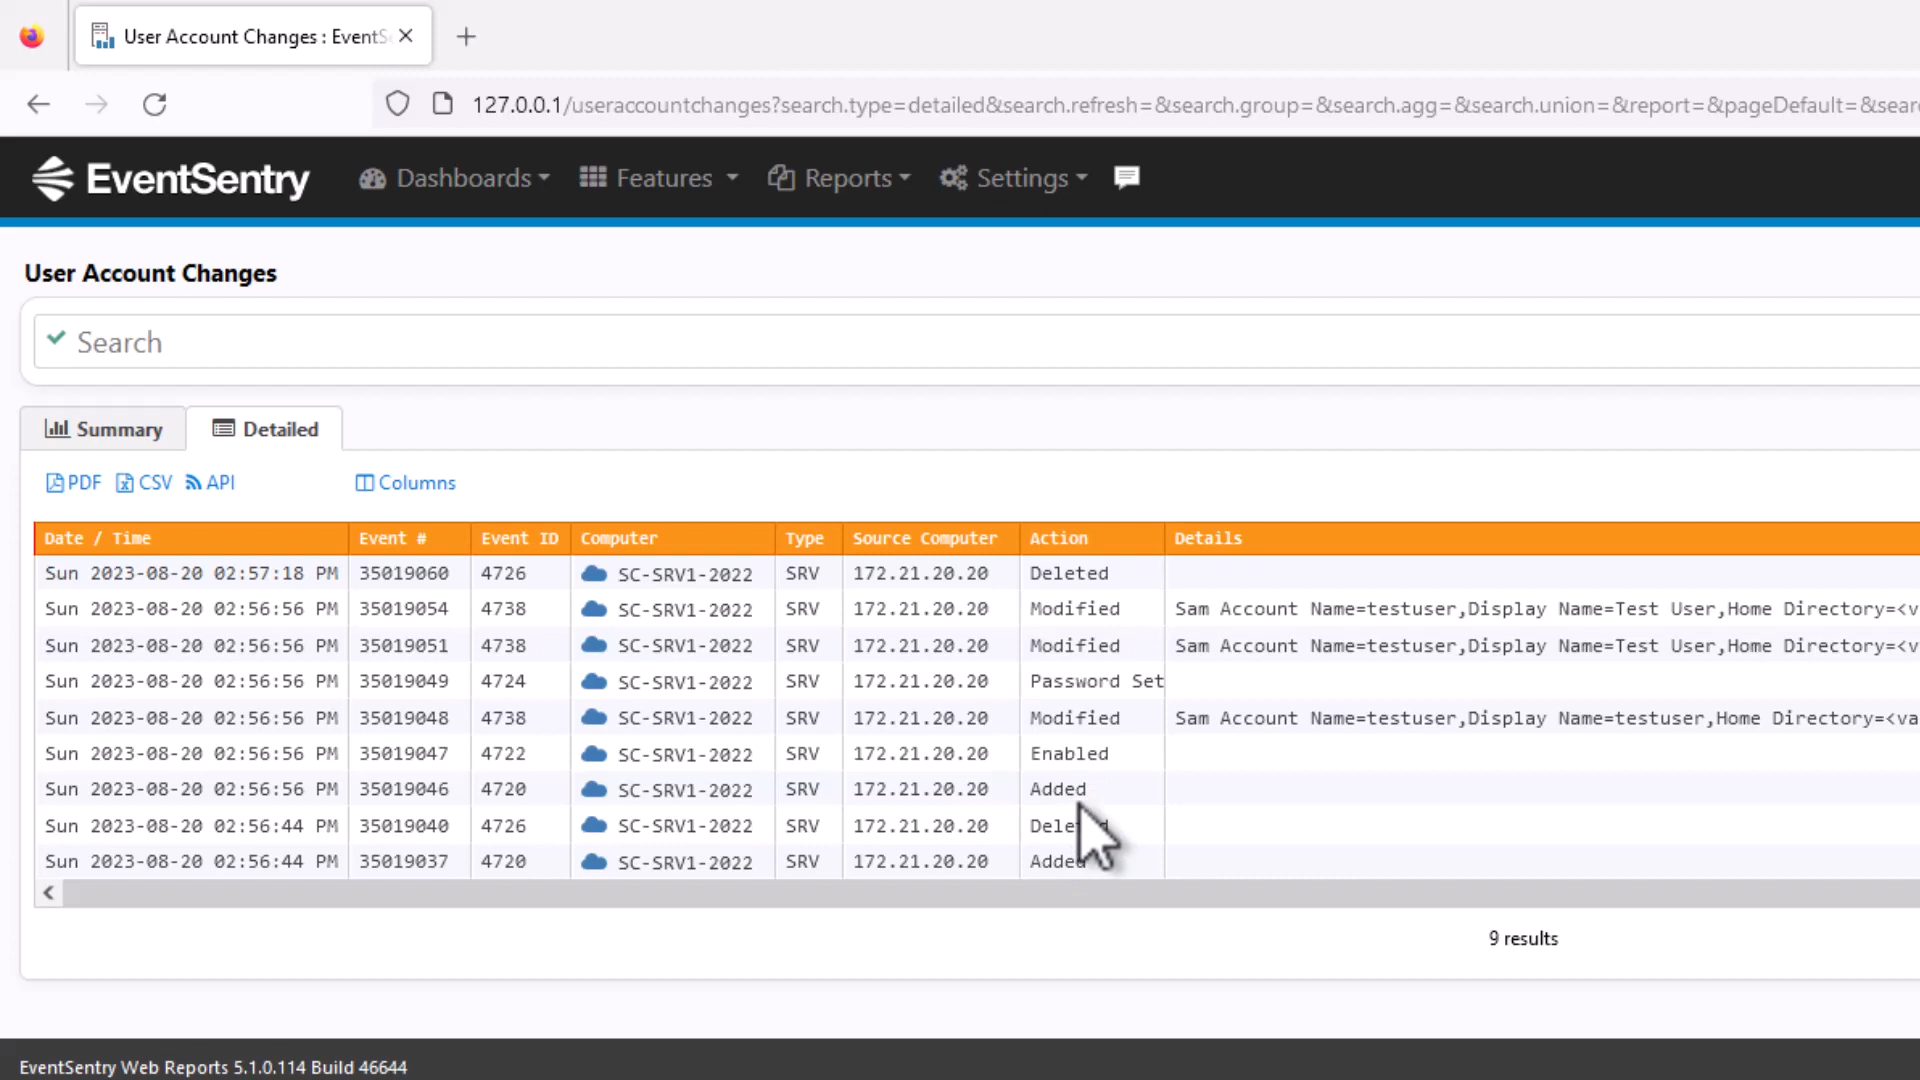 User Account Changes : EventS
127.0.0.1/useraccountchanges?search.type=detailed&search.refresh=&search.group=&search.agg=&search.union=&report=&pageDefault=&sear
EventSentry Dashboards Features Reports Settings
User Account Changes
Search
Summary Detailed
PDF CSV API Columns
Date / Time Event # Event ID Computer Type Source Computer Action Details
Sun 2023-08-20 02:57:18 PM 35019060 4726 SC-SRV1-2022 SRV 172.21.20.20 Deleted
Sun 2023-08-20 02:56:56 PM 35019054 4738 SC-SRV1-2022 SRV 172.21.20.20 Modified Sam Account Name=testuser,Display Name=Test User,Home Directory=<v
Sun 2023-08-20 02:56:56 PM 35019051 4738 SC-SRV1-2022 SRV 172.21.20.20 Modified Sam Account Name=testuser,Display Name=Test User,Home Directory=<v
Sun 2023-08-20 02:56:56 PM 35019049 4724 SC-SRV1-2022 SRV 172.21.20.20 Password Set
Sun 2023-08-20 02:56:56 PM 35019048 4738 SC-SRV1-2022 SRV 172.21.20.20 Modified Sam Account Name=testuser,Display Name=testuser,Home Directory=<va
Sun 2023-08-20 02:56:56 PM 35019047 4722 SC-SRV1-2022 SRV 172.21.20.20 Enabled
Sun 2023-08-20 02:56:56 PM 35019046 4720 SC-SRV1-2022 SRV 172.21.20.20 Added
Sun 2023-08-20 02:56:44 PM 35019040 4726 SC-SRV1-2022 SRV 172.21.20.20 Deleted
Sun 2023-08-20 02:56:44 PM 35019037 4720 SC-SRV1-2022 SRV 172.21.20.20 Added
9 results
EventSentry Web Reports 5.1.0.114 Build 46644